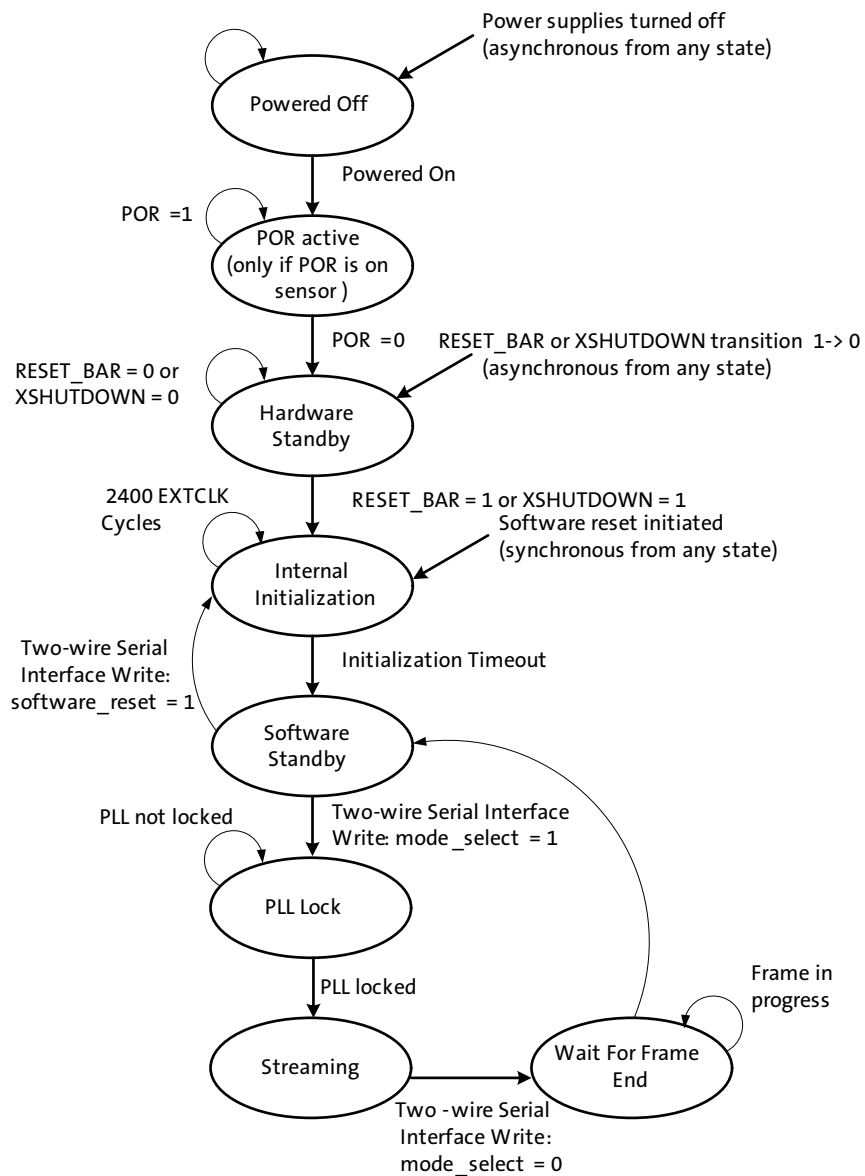 Power supplies turned off
(asynchronous from any state)
Powered Off
Powered On
POR =1
POR active
(only if POR is on
sensor )
POR =0
RESET_BAR or XSHUTDOWN transition 1-> 0
(asynchronous from any state)
RESET_BAR = 0 or
XSHUTDOWN = 0
Hardware
Standby
2400 EXTCLK
Cycles
RESET_BAR = 1 or XSHUTDOWN = 1
Software reset initiated
(synchronous from any state)
Internal
Initialization
Two-wire Serial
Interface Write:
software_reset = 1
Initialization Timeout
Software
Standby
PLL not locked
Two-wire Serial Interface
Write: mode_select = 1
PLL Lock
PLL locked
Frame in
progress
Streaming
Wait For Frame
End
Two -wire Serial
Interface Write:
mode_select = 0